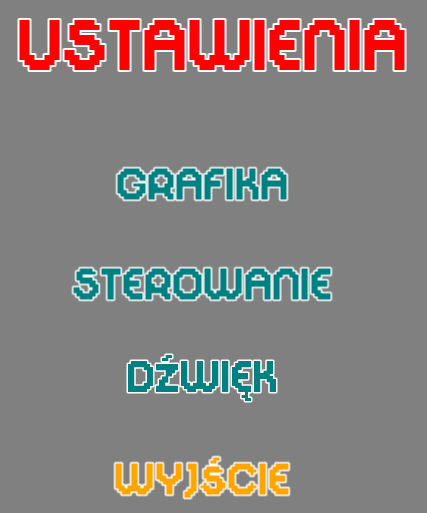 USTAWIENIA
GRAFIKA
STEROWANIE
DŹWIĘK
WYJŚCIE